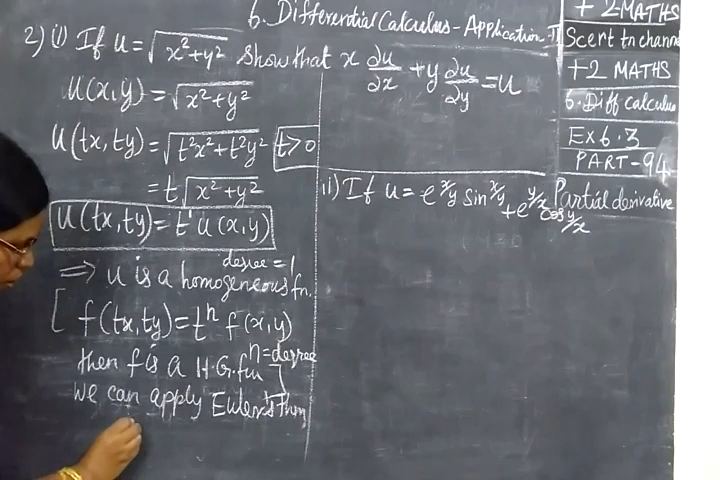 6. Differential Calculus - Application - II
2) (i) If u = √x²+y² show that x ∂u/∂x + y ∂u/∂y = u
u(x,y) = √x²+y²
u(tx,ty) = √t²x²+t²y² t>0
= t√x²+y²
u(tx,ty) = t¹ u(x,y)
⇒ u is a homogeneous fn. degree = 1
[ f(tx,ty) = tⁿ f(x,y)
then f is a H.G. fun n = degree ]
we can apply Euler's thm
ii) If u = e^x/y sin x/y + e^y/x cos y/x
+2 MATHS
Scert tn channel
+2 MATHS
6. Diff calculus
Ex 6.3
PART-94
Partial derivative